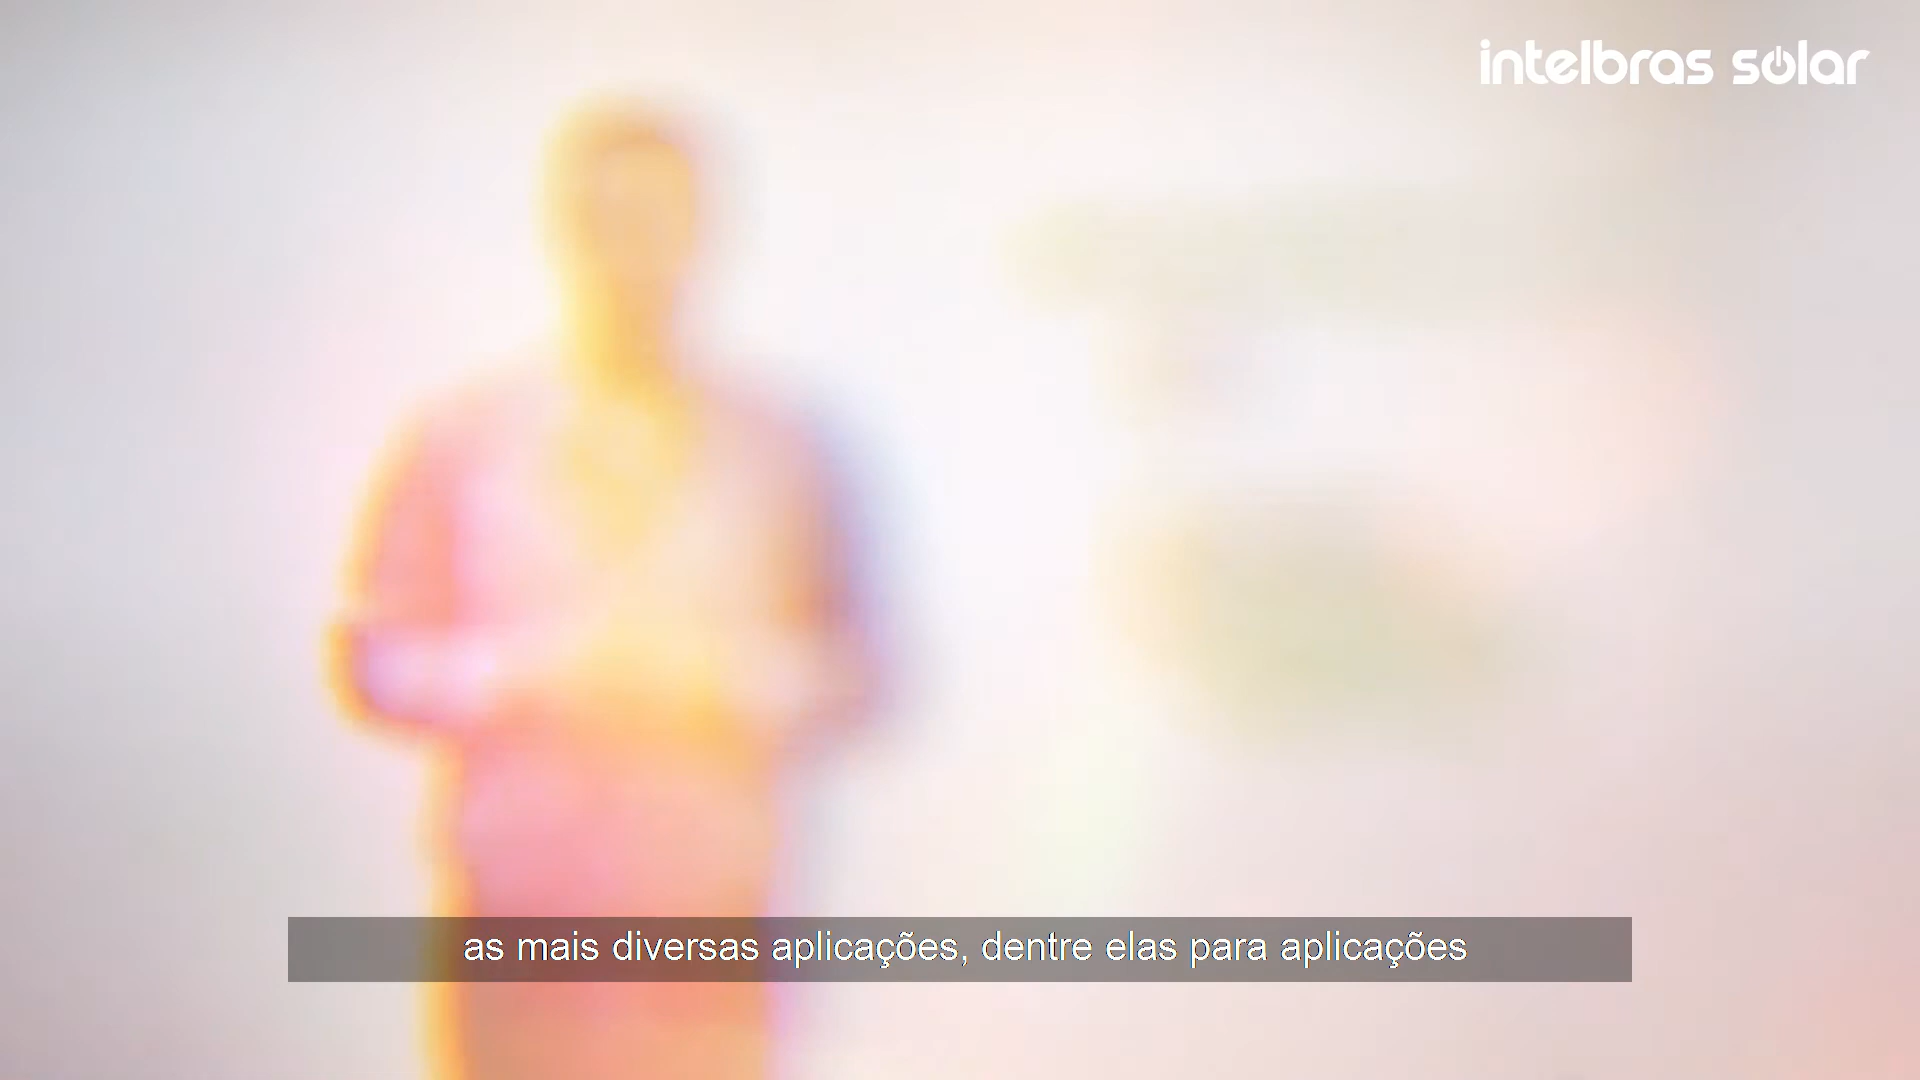 intelbras solar
as mais diversas aplicações, dentre elas para aplicações